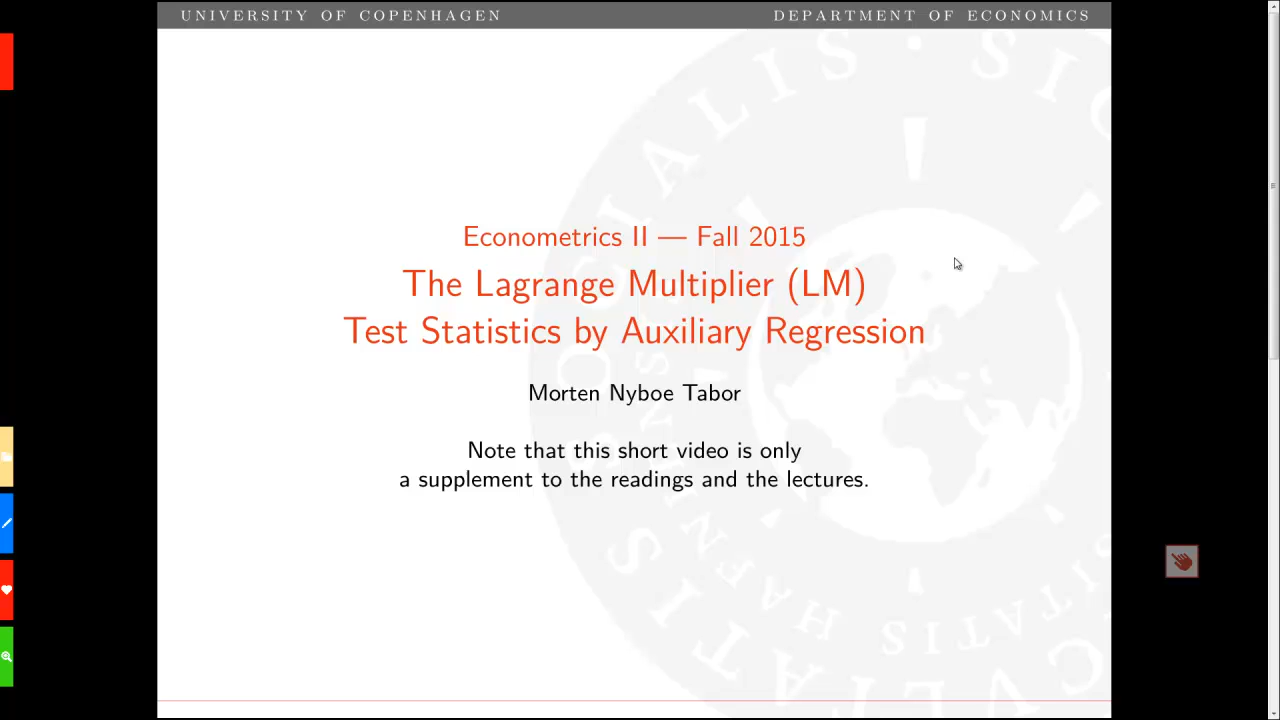 UNIVERSITY OF COPENHAGEN
DEPARTMENT OF ECONOMICS
Econometrics II — Fall 2015
The Lagrange Multiplier (LM)
Test Statistics by Auxiliary Regression
Morten Nyboe Tabor
Note that this short video is only
a supplement to the readings and the lectures.